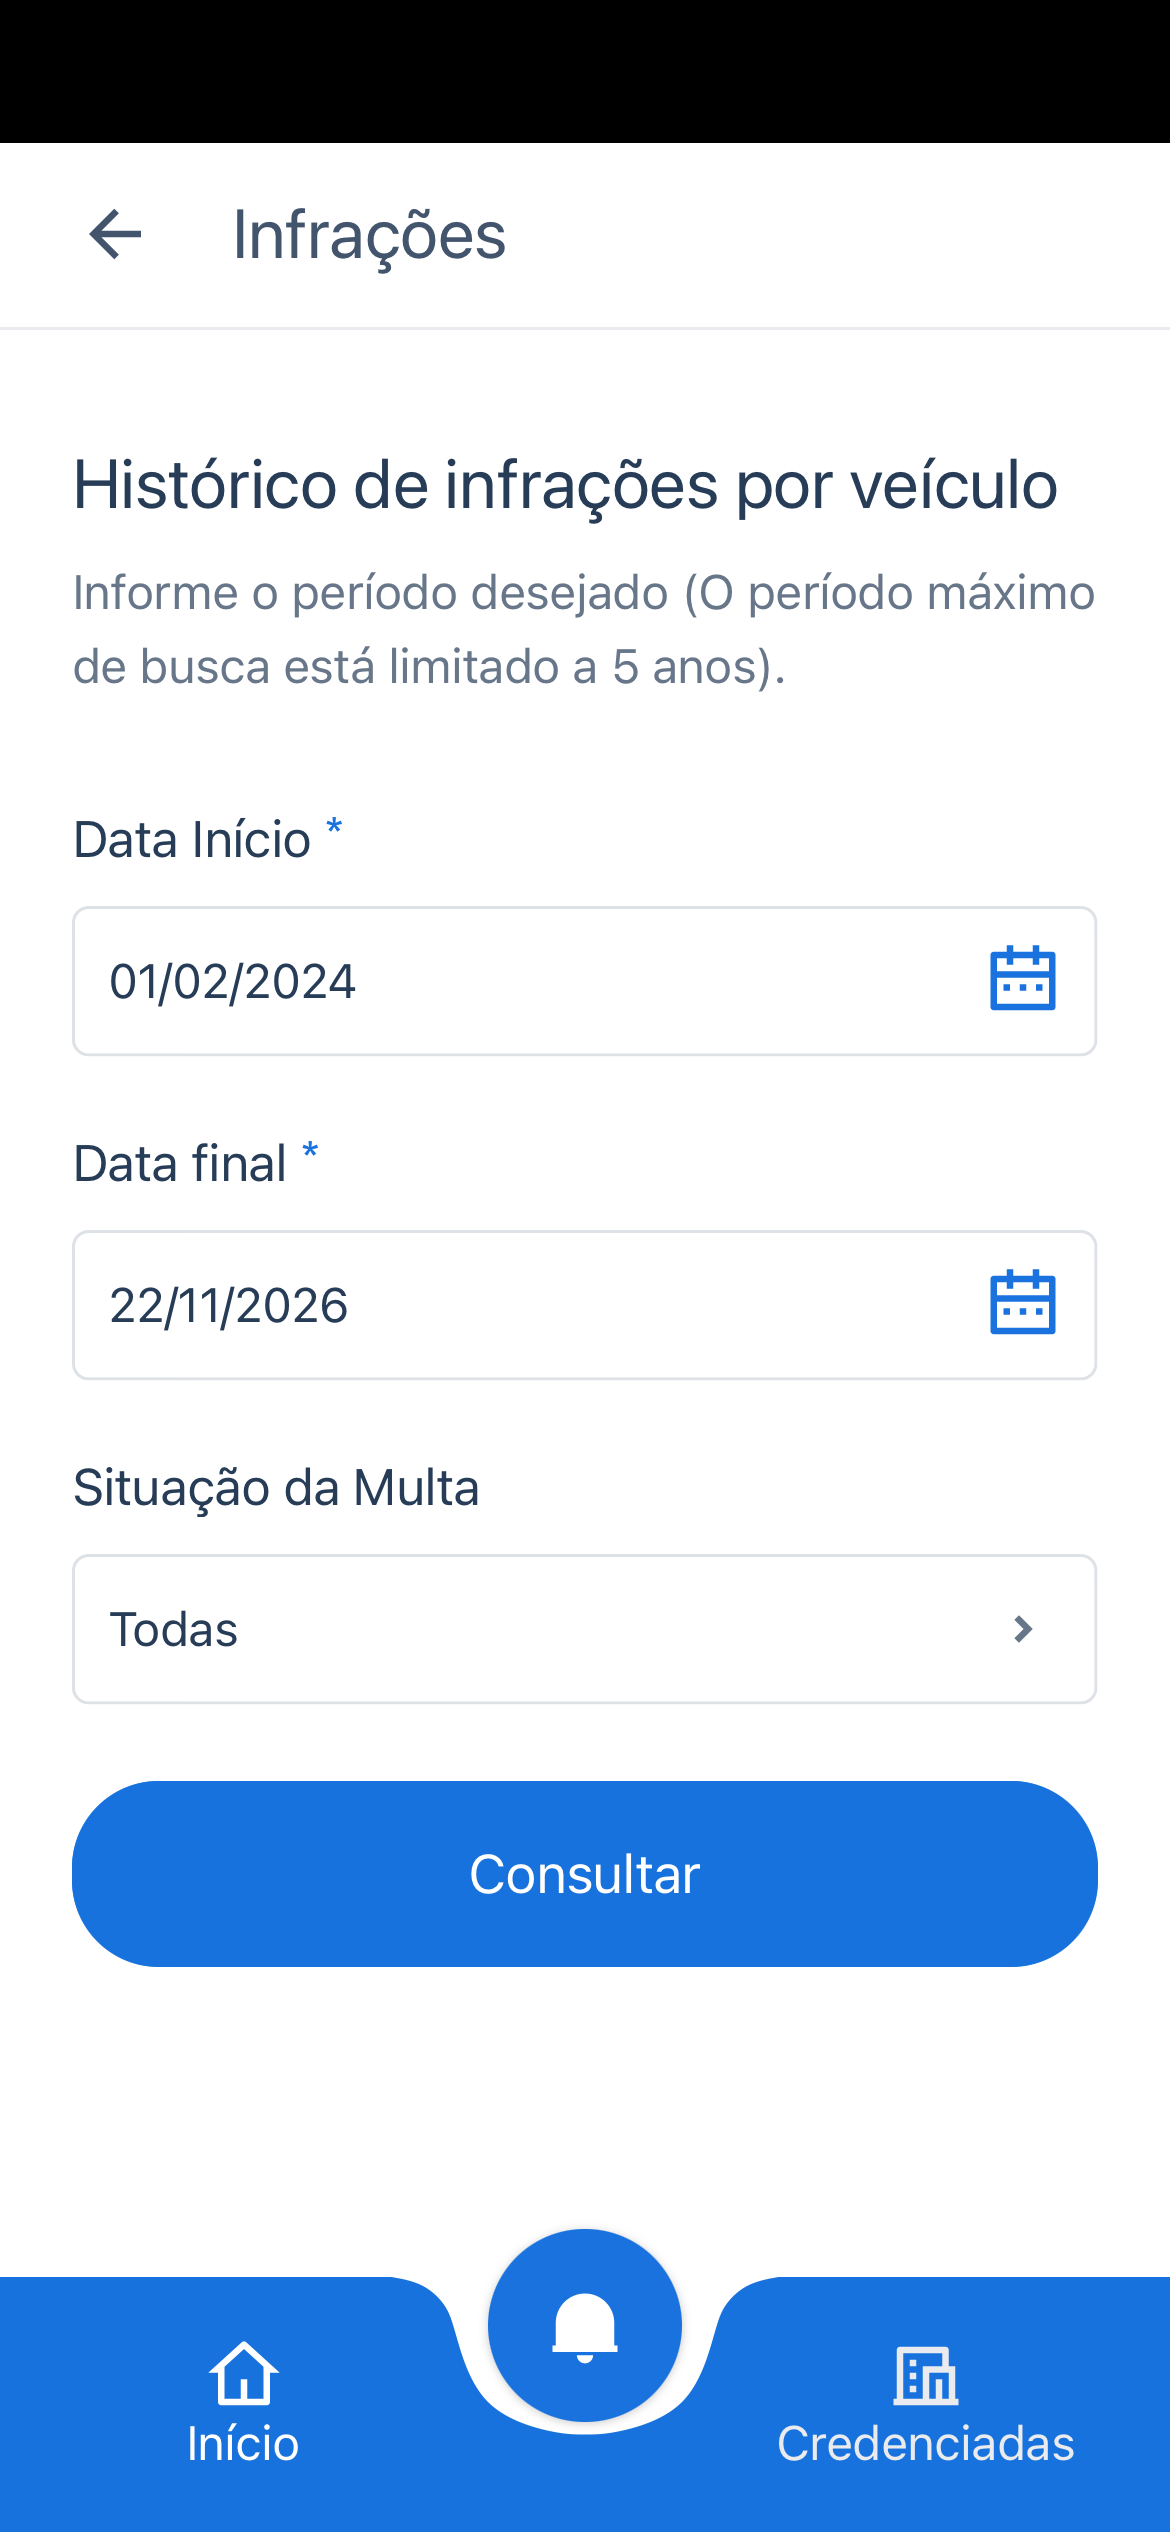 Infrações
Histórico de infrações por veículo
Informe o período desejado (O período máximo
de busca está limitado a 5 anos).
Data Início *
01/02/2024
Data final *
22/11/2026
Situação da Multa
Todas
Consultar
Início
Credenciadas